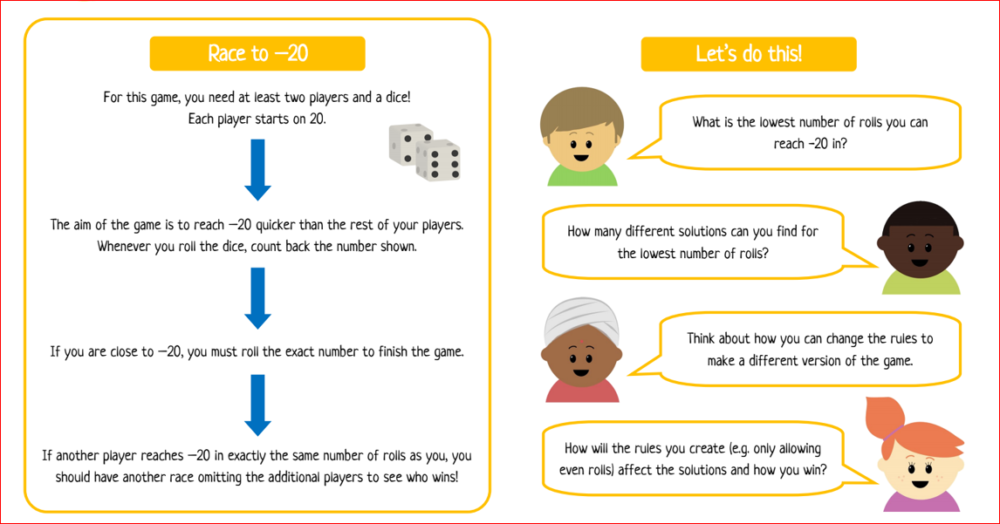 Race to –20
For this game, you need at least two players and a dice!
Each player starts on 20.
The aim of the game is to reach –20 quicker than the rest of your players.
Whenever you roll the dice, count back the number shown.
If you are close to –20, you must roll the exact number to finish the game.
If another player reaches –20 in exactly the same number of rolls as you, you
should have another race omitting the additional players to see who wins!
Let's do this!
What is the lowest number of rolls you can
reach -20 in?
How many different solutions can you find for
the lowest number of rolls?
Think about how you can change the rules to
make a different version of the game.
How will the rules you create (e.g. only allowing
even rolls) affect the solutions and how you win?